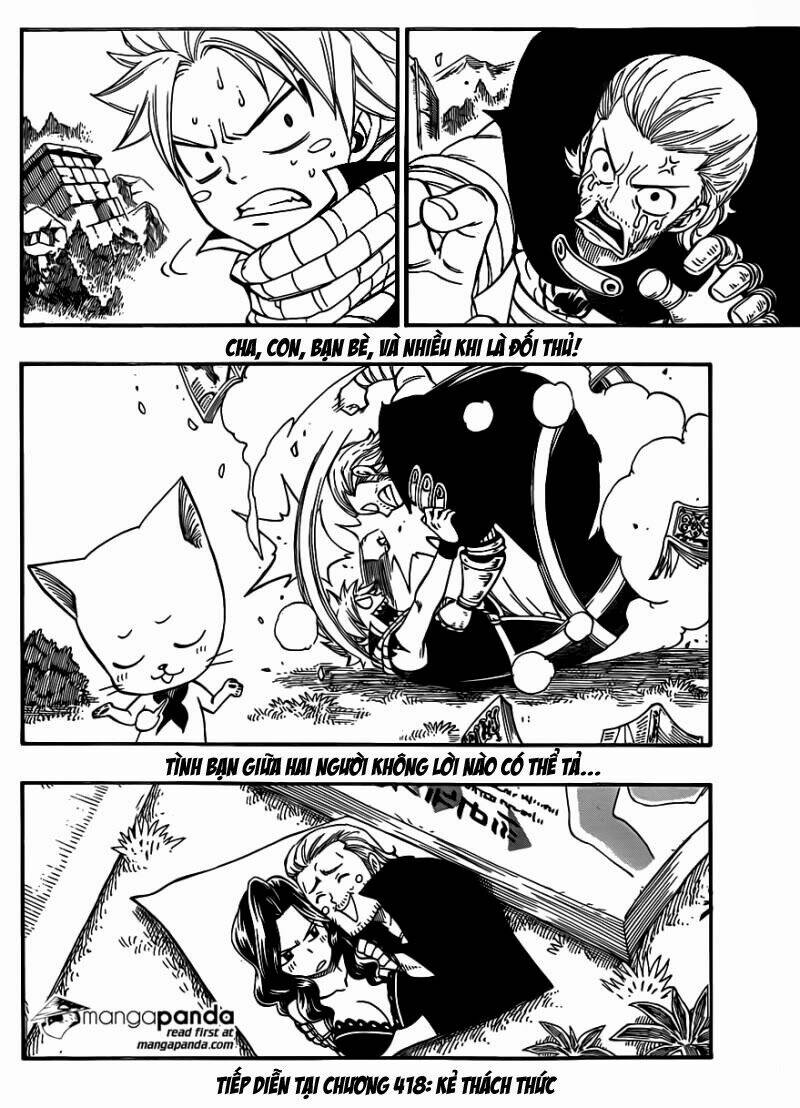 CHA, CON, BẠN BÈ, VÀ NHIỀU KHI LÀ ĐỐI THỦ!
TÌNH BẠN GIỮA HAI NGƯỜI KHÔNG LỜI NÀO CÓ THỂ TẢ...
mangapanda
read first at
mangapanda.com
TIẾP DIỄN TẠI CHƯƠNG 418: KẺ THÁCH THỨC